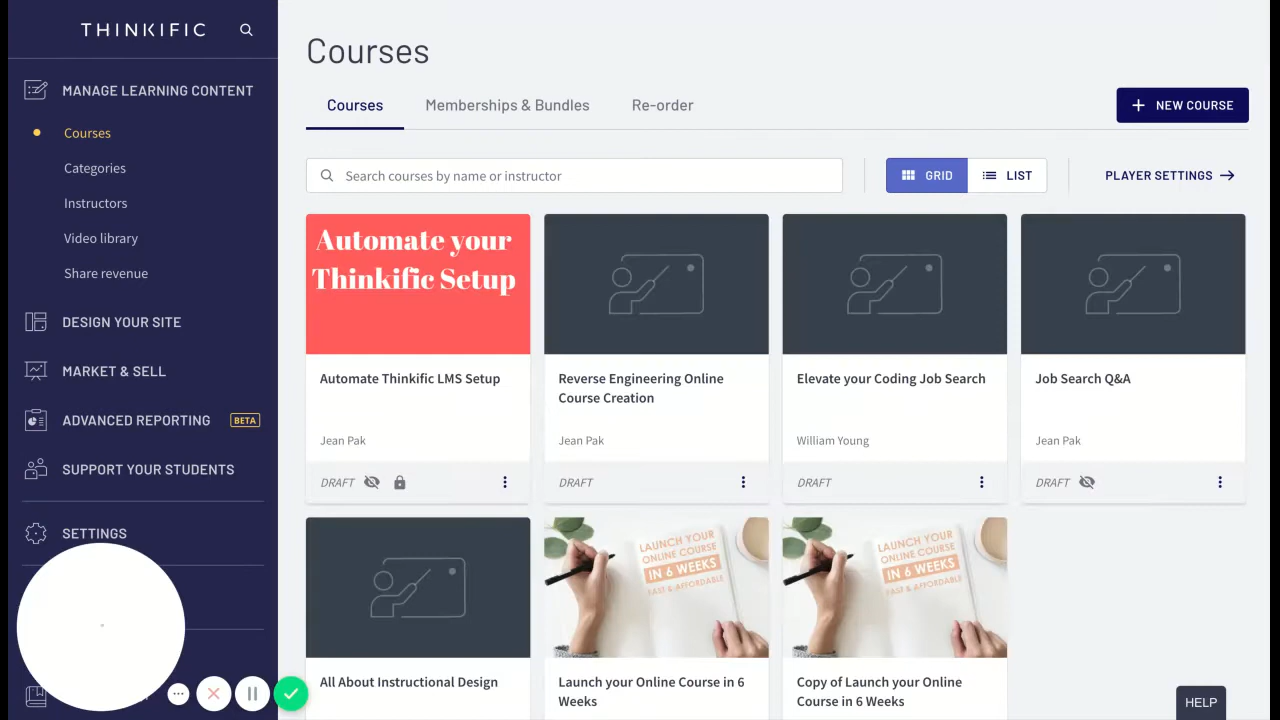 THINKIFIC
MANAGE LEARNING CONTENT
Courses
Categories
Instructors
Video library
Share revenue
DESIGN YOUR SITE
MARKET & SELL
ADVANCED REPORTING BETA
SUPPORT YOUR STUDENTS
SETTINGS
Courses
Courses
Memberships & Bundles
Re-order
+ NEW COURSE
Search courses by name or instructor
GRID
LIST
PLAYER SETTINGS →
Automate your
Thinkific Setup
Automate Thinkific LMS Setup
Jean Pak
DRAFT
Reverse Engineering Online
Course Creation
Jean Pak
DRAFT
Elevate your Coding Job Search
William Young
DRAFT
Job Search Q&A
Jean Pak
DRAFT
All About Instructional Design
LAUNCH YOUR
ONLINE COURSE
IN 6 WEEKS
FAST & AFFORDABLE
Launch your Online Course in 6
Weeks
LAUNCH YOUR
ONLINE COURSE
IN 6 WEEKS
FAST & AFFORDABLE
Copy of Launch your Online
Course in 6 Weeks
HELP